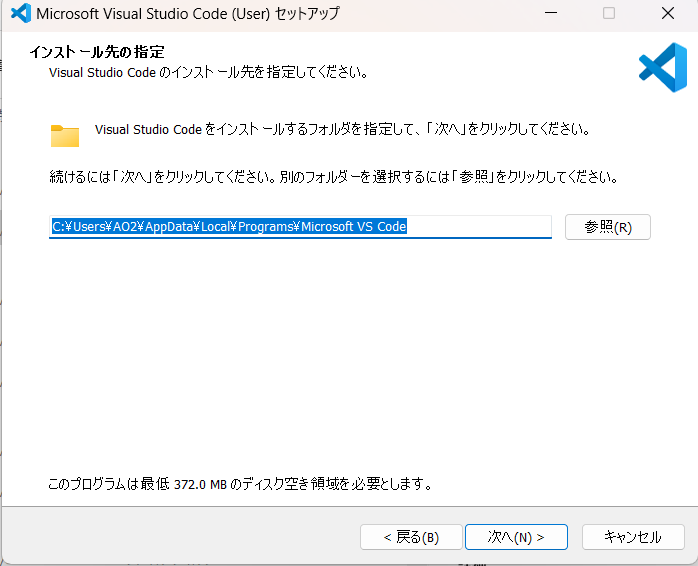 Microsoft Visual Studio Code (User) セットアップ
インストール先の指定
Visual Studio Code のインストール先を指定してください。
Visual Studio Code をインストールするフォルダを指定して、「次へ」をクリックしてください。
続けるには「次へ」をクリックしてください。別のフォルダーを選択するには「参照」をクリックしてください。
C:¥Users¥AO2¥AppData¥Local¥Programs¥Microsoft VS Code
参照(R)
このプログラムは最低 372.0 MB のディスク空き領域を必要とします。
< 戻る(B)
次へ(N) >
キャンセル